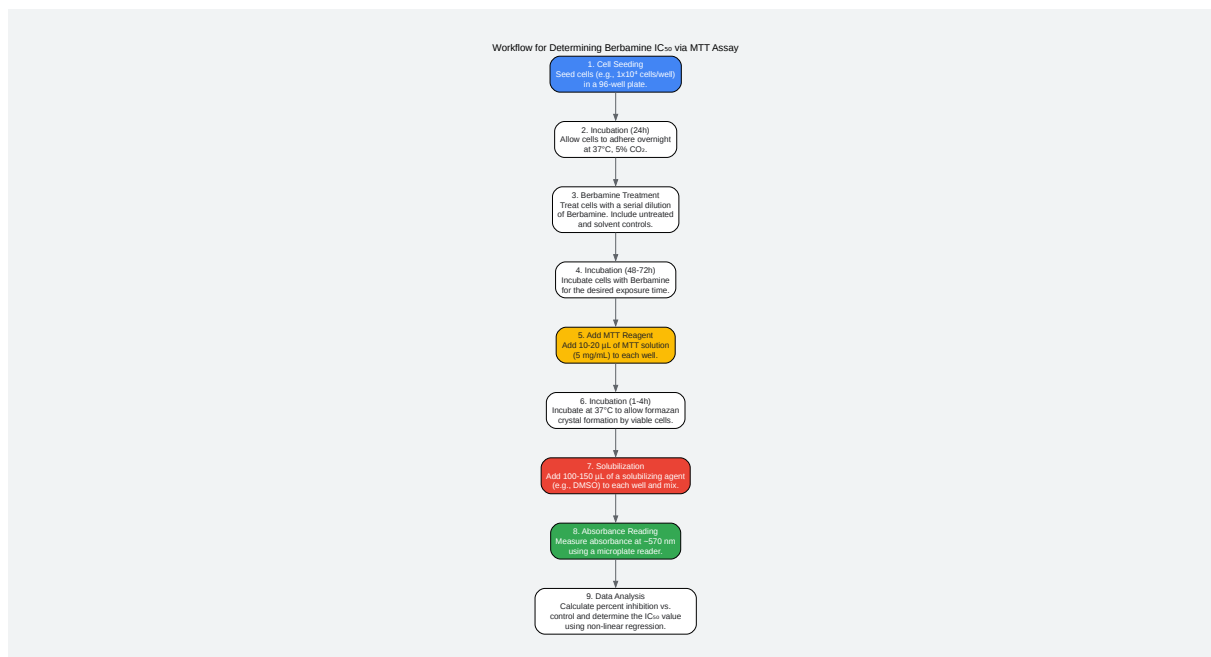 Workflow for Determining Berbamine IC₅₀ via MTT Assay
1. Cell Seeding
Seed cells (e.g., 1x10⁴ cells/well)
in a 96-well plate.
2. Incubation (24h)
Allow cells to adhere overnight
at 37°C, 5% CO₂.
3. Berbamine Treatment
Treat cells with a serial dilution
of Berbamine. Include untreated
and solvent controls.
4. Incubation (48-72h)
Incubate cells with Berbamine
for the desired exposure time.
5. Add MTT Reagent
Add 10-20 µL of MTT solution
(5 mg/mL) to each well.
6. Incubation (1-4h)
Incubate at 37°C to allow formazan
crystal formation by viable cells.
7. Solubilization
Add 100-150 µL of a solubilizing agent
(e.g., DMSO) to each well and mix.
8. Absorbance Reading
Measure absorbance at ~570 nm
using a microplate reader.
9. Data Analysis
Calculate percent inhibition vs.
control and determine the IC₅₀ value
using non-linear regression.